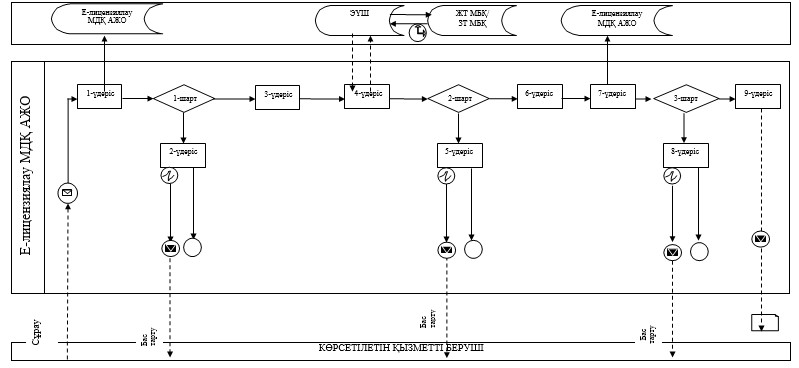 Е-лицензиялау
МДҚ АЖО
ЭҮШ
ЖТ МБҚ/
ЗТ МБҚ
Е-лицензиялау
МДҚ АЖО
Е-лицензиялау МДҚ АЖО
1-үдеріс
1-шарт
3-үдеріс
4-үдеріс
2-шарт
6-үдеріс
7-үдеріс
3-шарт
9-үдеріс
2-үдеріс
5-үдеріс
8-үдеріс
Сұрау
Бас
тарту
Бас
тарту
Бас
тарту
КӨРСЕТІЛЕТІН ҚЫЗМЕТТІ БЕРУШІ